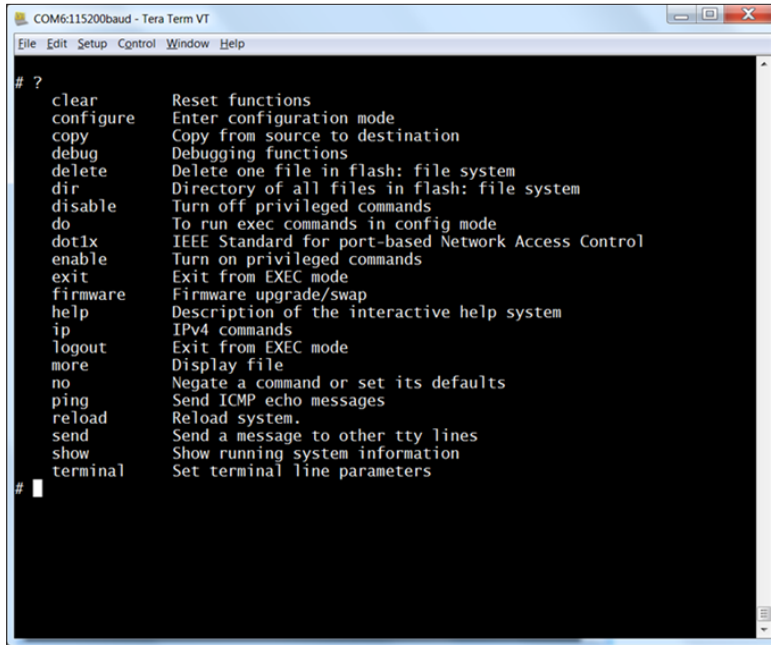 COM6:115200baud - Tera Term VT
File Edit Setup Control Window Help
# ?
clear Reset functions
configure Enter configuration mode
copy Copy from source to destination
debug Debugging functions
delete Delete one file in flash: file system
dir Directory of all files in flash: file system
disable Turn off privileged commands
do To run exec commands in config mode
dot1x IEEE Standard for port-based Network Access Control
enable Turn on privileged commands
exit Exit from EXEC mode
firmware Firmware upgrade/swap
help Description of the interactive help system
ip IPv4 commands
logout Exit from EXEC mode
more Display file
no Negate a command or set its defaults
ping Send ICMP echo messages
reload Reload system.
send Send a message to other tty lines
show Show running system information
terminal Set terminal line parameters
#